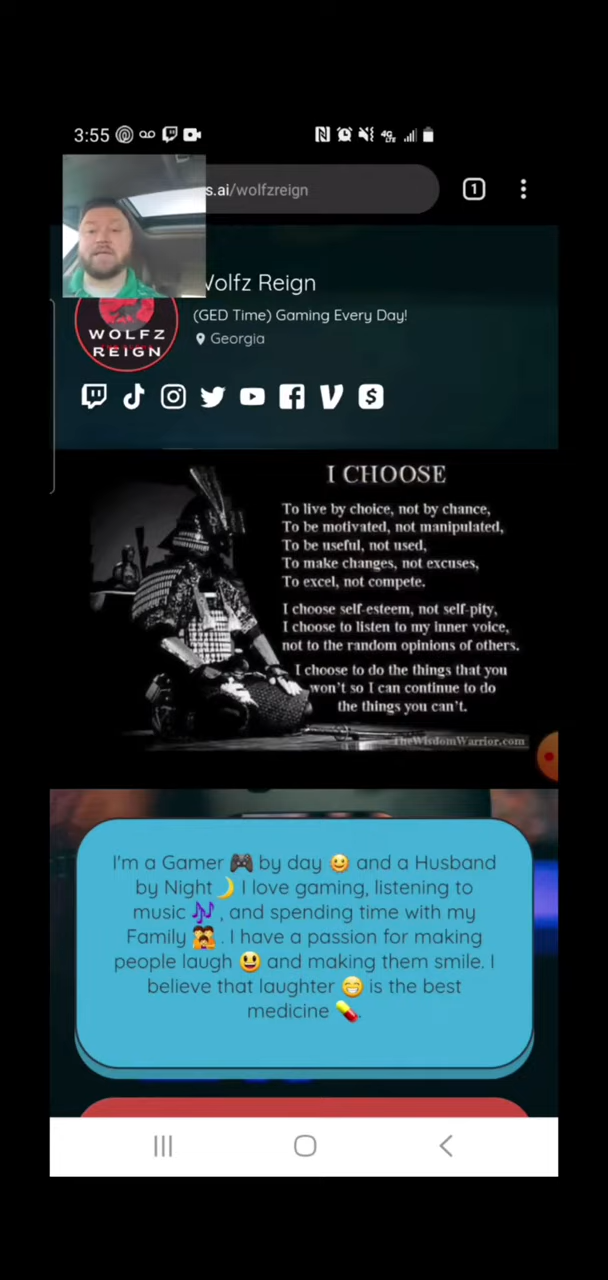 3:55
4G LTE
s.ai/wolfzreign
1
Wolfz Reign
(GED Time) Gaming Every Day!
Georgia
WOLFZ
REIGN
I CHOOSE
To live by choice, not by chance,
To be motivated, not manipulated,
To be useful, not used,
To make changes, not excuses,
To excel, not compete.
I choose self-esteem, not self-pity,
I choose to listen to my inner voice,
not to the random opinions of others.
I choose to do the things that you
won't so I can continue to do
the things you can't.
TheWisdomWarrior.com
I'm a Gamer 🎮 by day 😃 and a Husband
by Night 🌙 I love gaming, listening to
music 🎶, and spending time with my
Family 👪. I have a passion for making
people laugh 😃 and making them smile. I
believe that laughter 😁 is the best
medicine 💊.